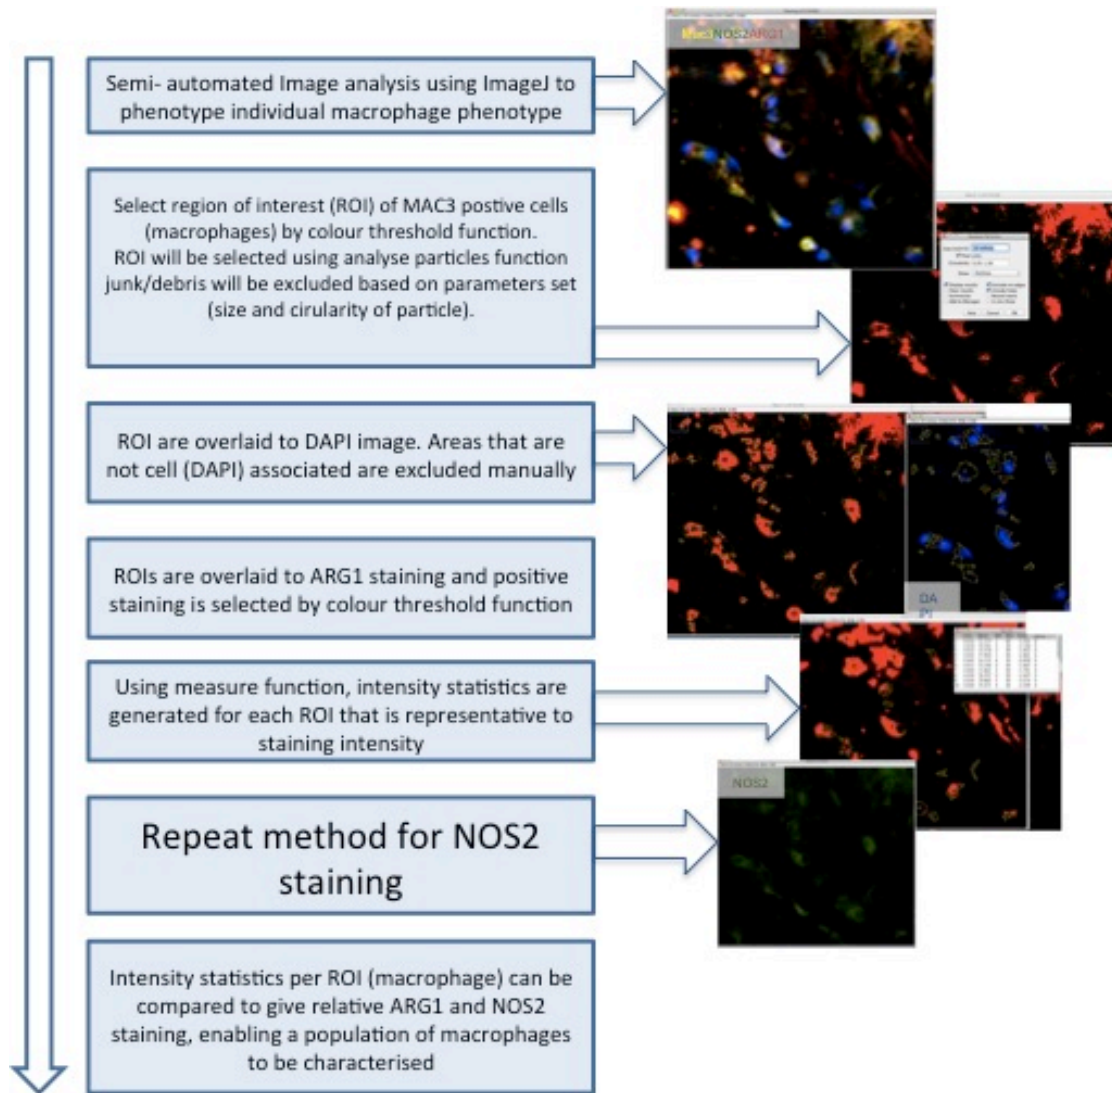 Mac3NOS2ARG1
Semi- automated Image analysis using ImageJ to
phenotype individual macrophage phenotype
Select region of interest (ROI) of MAC3 postive cells
(macrophages) by colour threshold function.
ROI will be selected using analyse particles function
junk/debris will be excluded based on parameters set
(size and cirularity of particle).
ROI are overlaid to DAPI image. Areas that are
not cell (DAPI) associated are excluded manually
DA
PI
ROIs are overlaid to ARG1 staining and positive
staining is selected by colour threshold function
Using measure function, intensity statistics are
generated for each ROI that is representative to
staining intensity
NOS2
Repeat method for NOS2
staining
Intensity statistics per ROI (macrophage) can be
compared to give relative ARG1 and NOS2
staining, enabling a population of macrophages
to be characterised